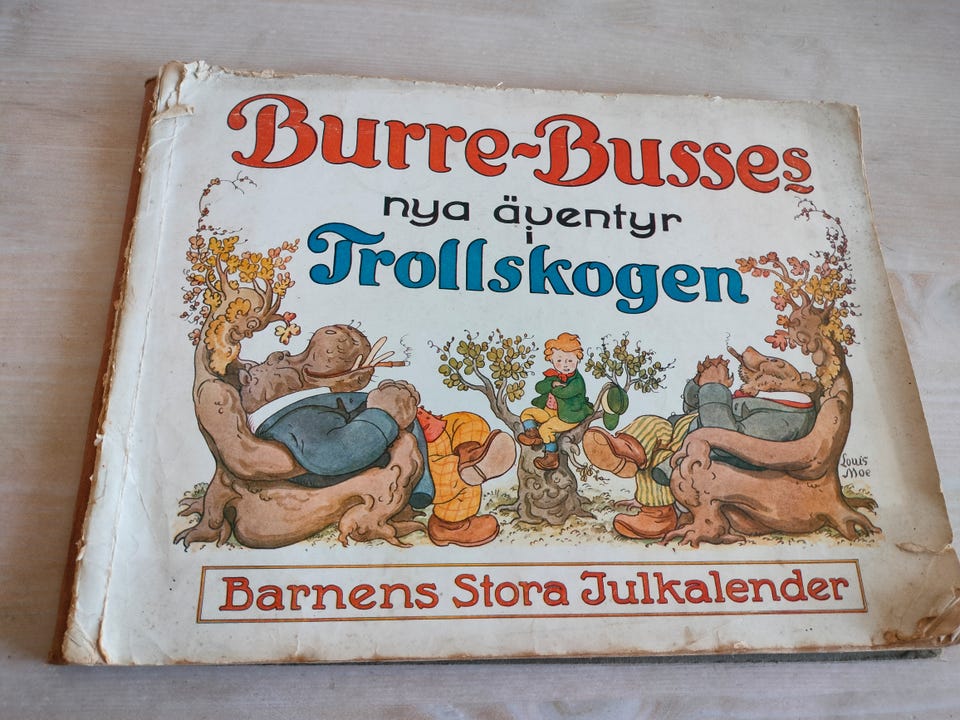 Burre-Busses
nya äventyr
i
Trollskogen
Louis
Moe
Barnens Stora Julkalender